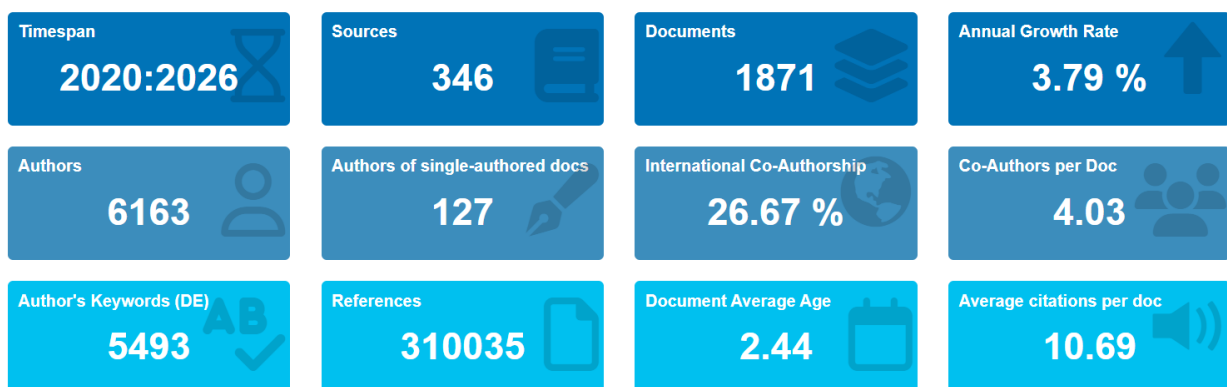 Timespan
2020:2026
Sources
346
Documents
1871
Annual Growth Rate
3.79 %
Authors
6163
Authors of single-authored docs
127
International Co-Authorship
26.67 %
Co-Authors per Doc
4.03
Author's Keywords (DE)
AB
5493
References
310035
Document Average Age
2.44
Average citations per doc
10.69